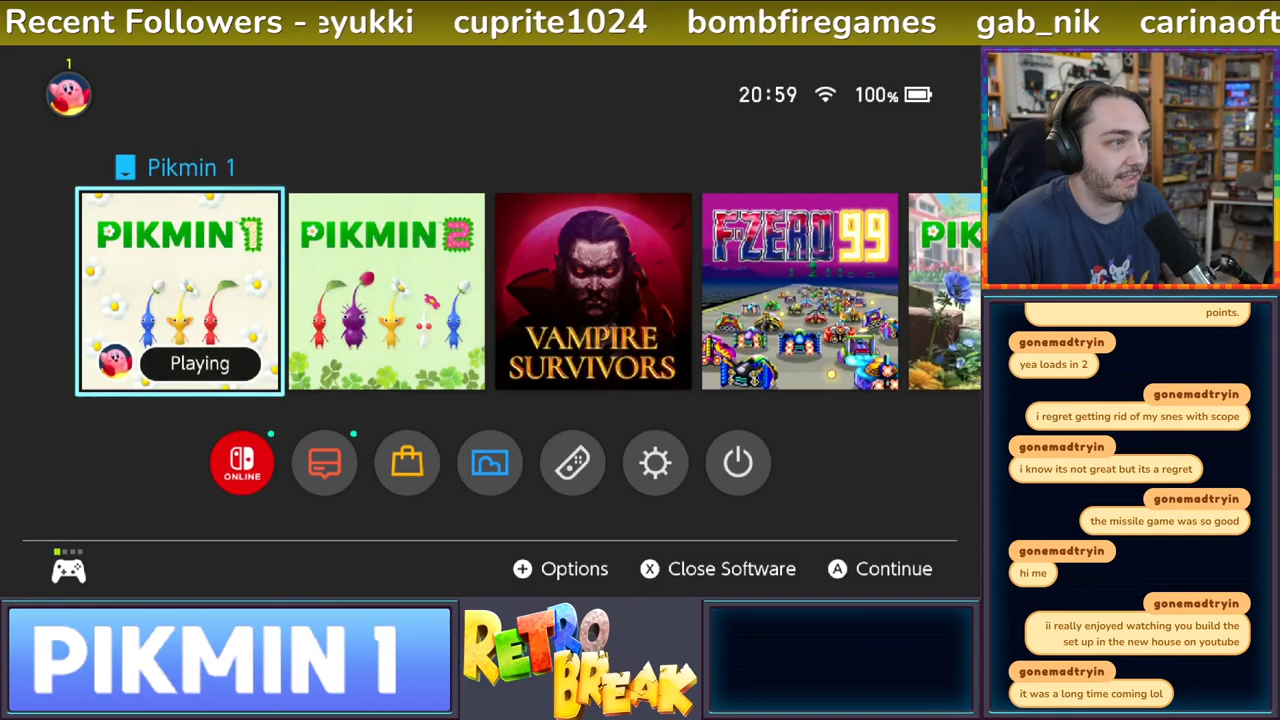 Recent Followers - eyukki cuprite1024 bombfiregames gab_nik carinaoft
1
20:59 100%
Pikmin 1
PIKMIN 1
Playing
PIKMIN 2
VAMPIRE
SURVIVORS
F-ZERO 99
PIK
ONLINE
Options
X Close Software
A Continue
PIKMIN 1
RETRO
BREAK
points.
gonemadtryin
yea loads in 2
gonemadtryin
i regret getting rid of my snes with scope
gonemadtryin
i know its not great but its a regret
gonemadtryin
the missile game was so good
gonemadtryin
hi me
gonemadtryin
ii really enjoyed watching you build the
set up in the new house on youtube
gonemadtryin
it was a long time coming lol